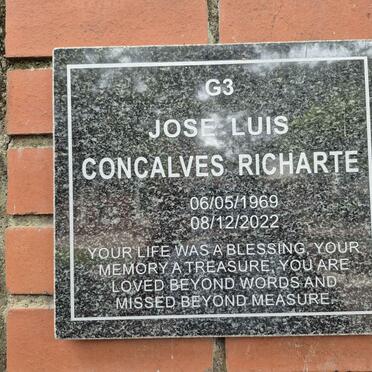 G3
JOSE LUIS
CONCALVES RICHARTE
06/05/1969
08/12/2022
YOUR LIFE WAS A BLESSING, YOUR
MEMORY A TREASURE, YOU ARE
LOVED BEYOND WORDS AND
MISSED BEYOND MEASURE.